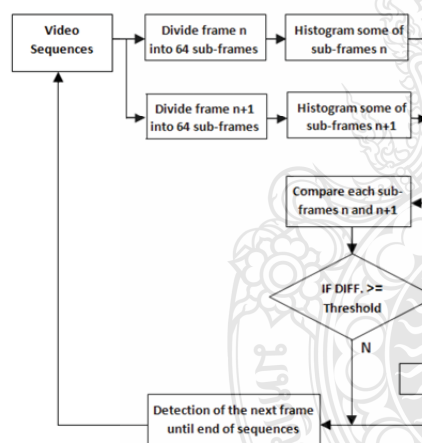 Video
Sequences
Divide frame n
into 64 sub-frames
Histogram some of
sub-frames n
Divide frame n+1
into 64 sub-frames
Histogram some of
sub-frames n+1
Compare each sub-
frames n and n+1
IF DIFF. >=
Threshold
N
Detection of the next frame
until end of sequences